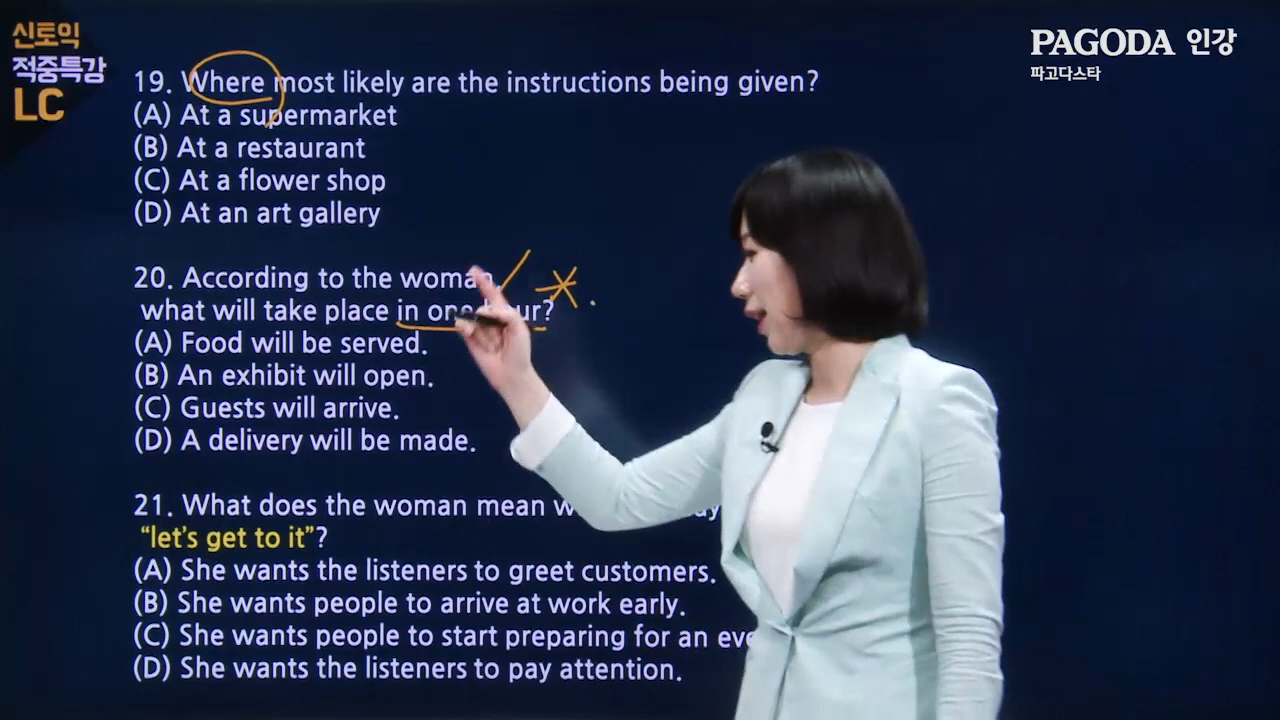 신토익
적중특강
LC
PAGODA 인강
파고다스타
19. Where most likely are the instructions being given?
(A) At a supermarket
(B) At a restaurant
(C) At a flower shop
(D) At an art gallery
20. According to the woman,
what will take place in one hour?
(A) Food will be served.
(B) An exhibit will open.
(C) Guests will arrive.
(D) A delivery will be made.
21. What does the woman mean
“let’s get to it”?
(A) She wants the listeners to greet customers.
(B) She wants people to arrive at work early.
(C) She wants people to start preparing for an
(D) She wants the listeners to pay attention.